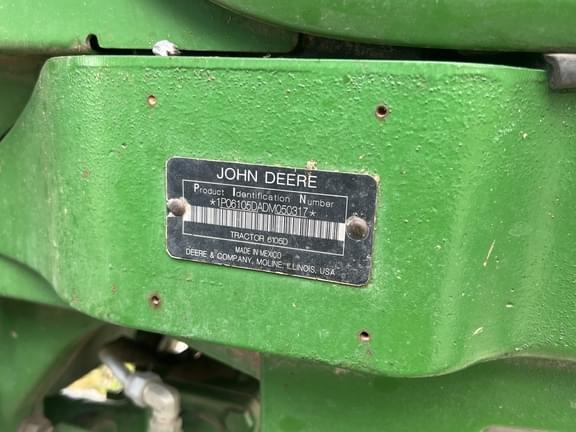 JOHN DEERE
Product Identification Number
*1P06105DADM050317*
TRACTOR 6105D
MADE IN MEXICO
DEERE & COMPANY, MOLINE, ILLINOIS, USA